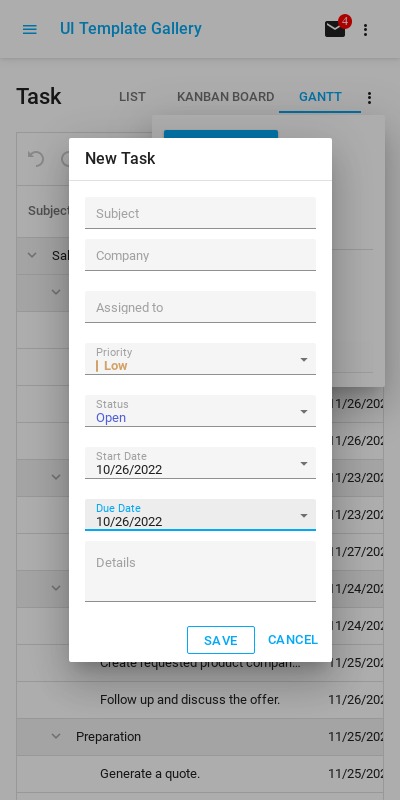 UI Template Gallery
4
Task
LIST
KANBAN BOARD
GANTT
New Task
Subject
Subject
Company
Sal
Assigned to
Priority
| Low
Status
Open
11/26/202
11/26/202
Start Date
10/26/2022
11/23/202
Due Date
10/26/2022
11/23/202
11/27/202
Details
11/24/202
11/24/202
SAVE
CANCEL
Create requested product compan...
11/25/202
Follow up and discuss the offer.
11/26/202
Preparation
11/25/202
Generate a quote.
11/25/202